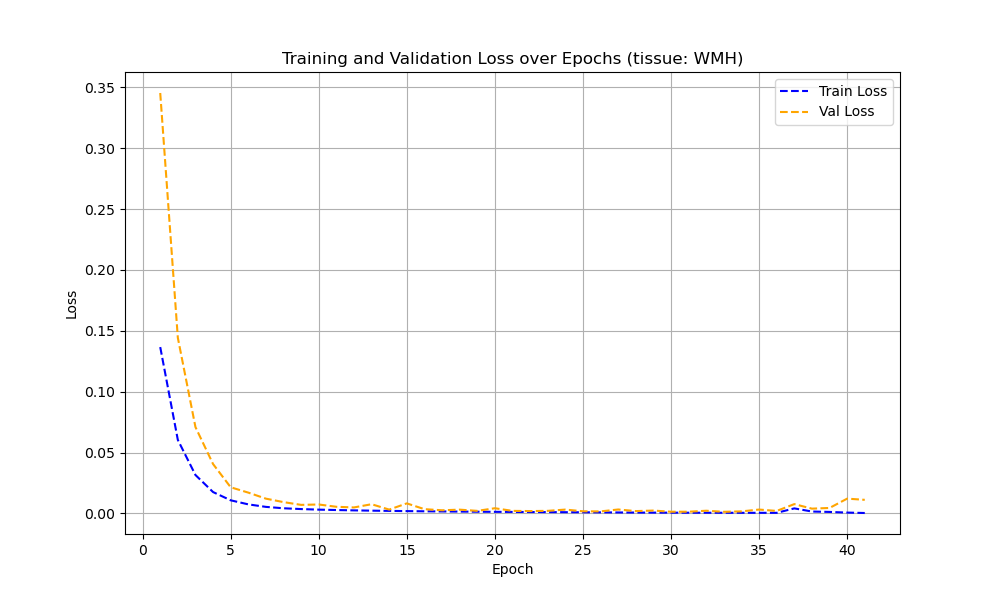 Training and Validation Loss over Epochs (tissue: WMH)
Train Loss
Val Loss
0.35
0.30
0.25
0.20
0.15
0.10
0.05
0.00
Loss
0 5 10 15 20 25 30 35 40
Epoch